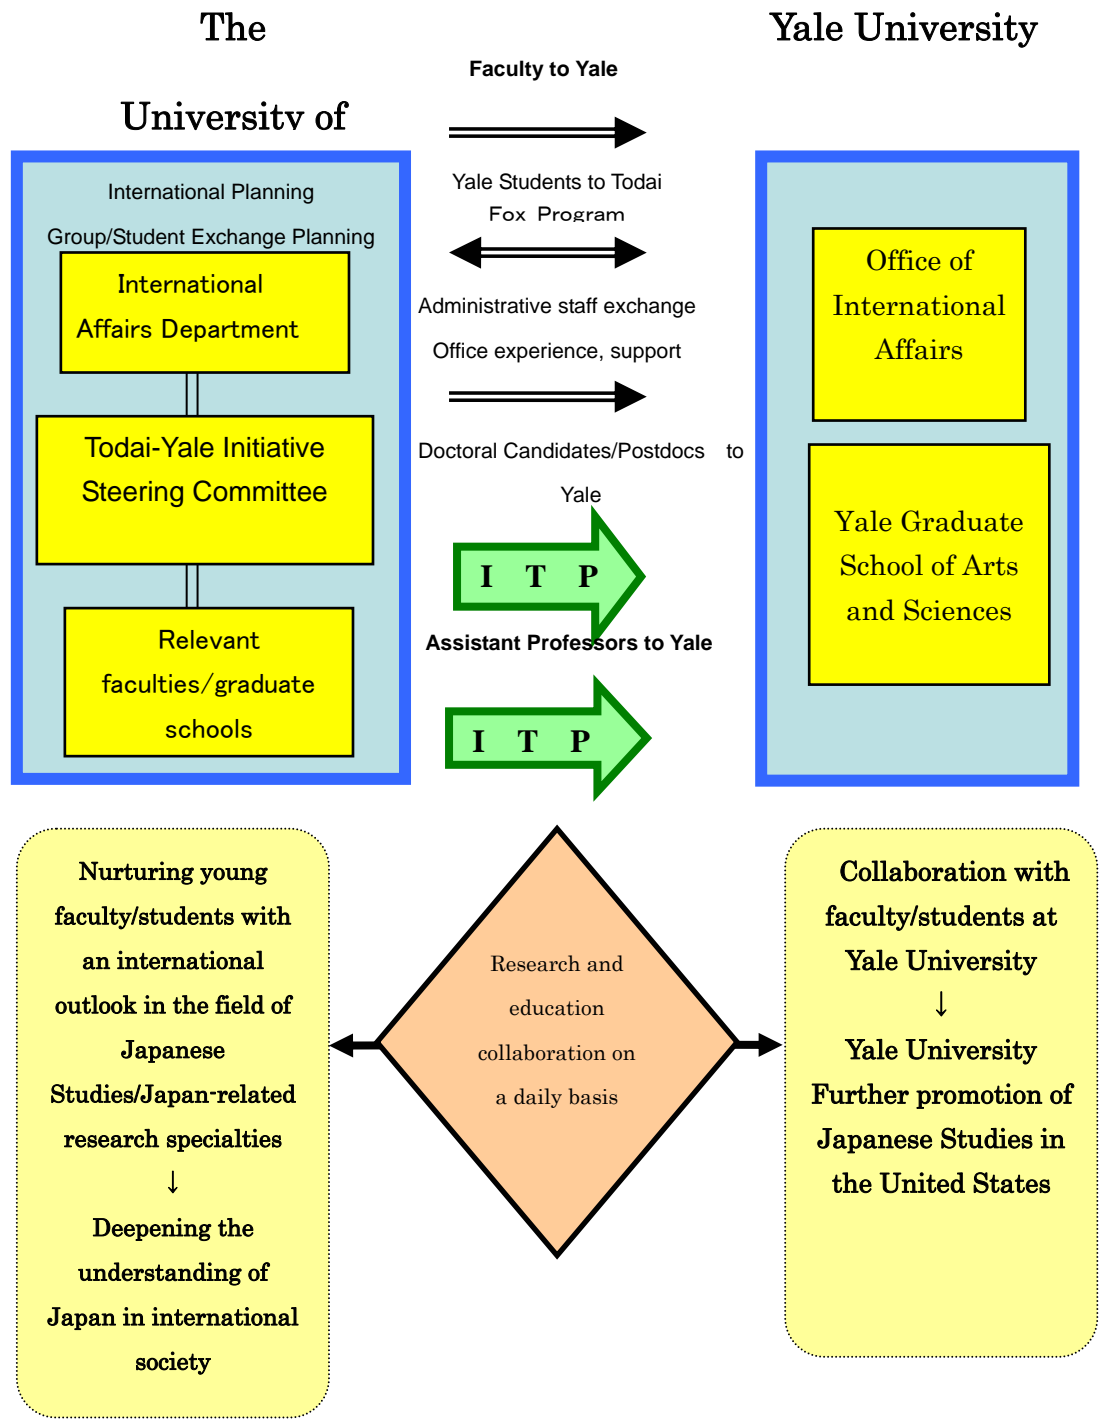 The
University of
Yale University
Faculty to Yale
Yale Students to Todai
Fox Program
Administrative staff exchange
Office experience, support
Doctoral Candidates/Postdocs to
Yale
I T P
Assistant Professors to Yale
I T P
International Planning
Group/Student Exchange Planning
International
Affairs Department
Todai-Yale Initiative
Steering Committee
Relevant
faculties/graduate
schools
Office of
International
Affairs
Yale Graduate
School of Arts
and Sciences
Nurturing young
faculty/students with
an international
outlook in the field of
Japanese
Studies/Japan-related
research specialties
↓
Deepening the
understanding of
Japan in international
society
Research and
education
collaboration on
a daily basis
Collaboration with
faculty/students at
Yale University
↓
Yale University
Further promotion of
Japanese Studies in
the United States